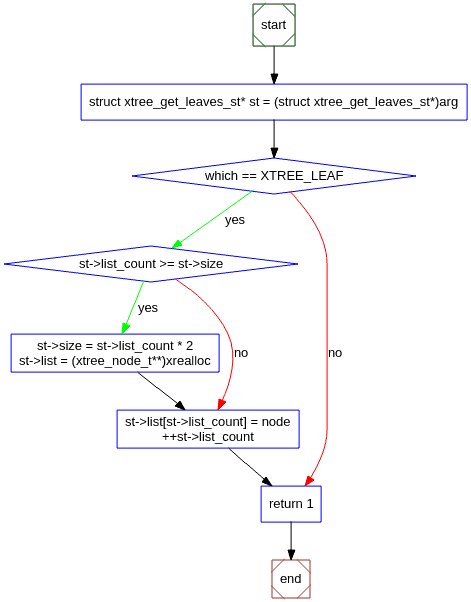 start
struct xtree_get_leaves_st* st = (struct xtree_get_leaves_st*)arg
which == XTREE_LEAF
yes
st->list_count >= st->size
yes
st->size = st->list_count * 2
st->list = (xtree_node_t**)xrealloc
no
no
st->list[st->list_count] = node
++st->list_count
return 1
end